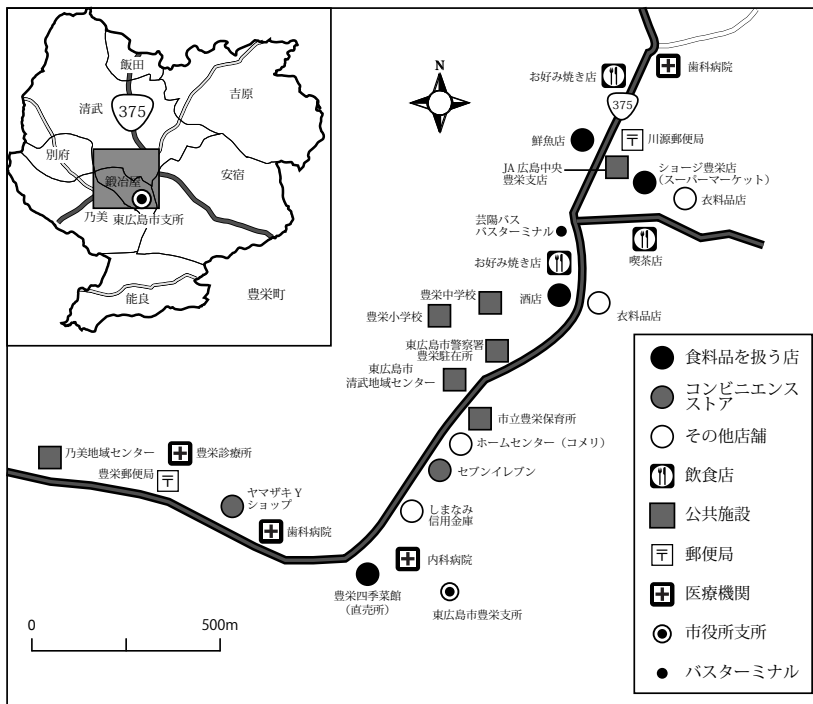 飯田
吉原
清武
375
別府
安宿
鍛冶屋
乃美
東広島市支所
能良
豊栄町
N
お好み焼き店
歯科病院
375
鮮魚店
〒
川源郵便局
JA 広島中央
豊栄支店
ショージ豊栄店
(スーパーマーケット)
衣料品店
芸陽バス
バスターミナル
喫茶店
お好み焼き店
酒店
衣料品店
豊栄中学校
豊栄小学校
東広島市警察署
豊栄駐在所
東広島市
清武地域センター
市立豊栄保育所
ホームセンター(コメリ)
セブンイレブン
しまなみ
信用金庫
乃美地域センター
豊栄診療所
豊栄郵便局
〒
ヤマザキ Y
ショップ
歯科病院
内科病院
豊栄四季菜館
(直売所)
東広島市豊栄支所
0
500m
食料品を扱う店
コンビニエンス
ストア
その他店舗
飲食店
公共施設
〒
郵便局
医療機関
市役所支所
バスターミナル